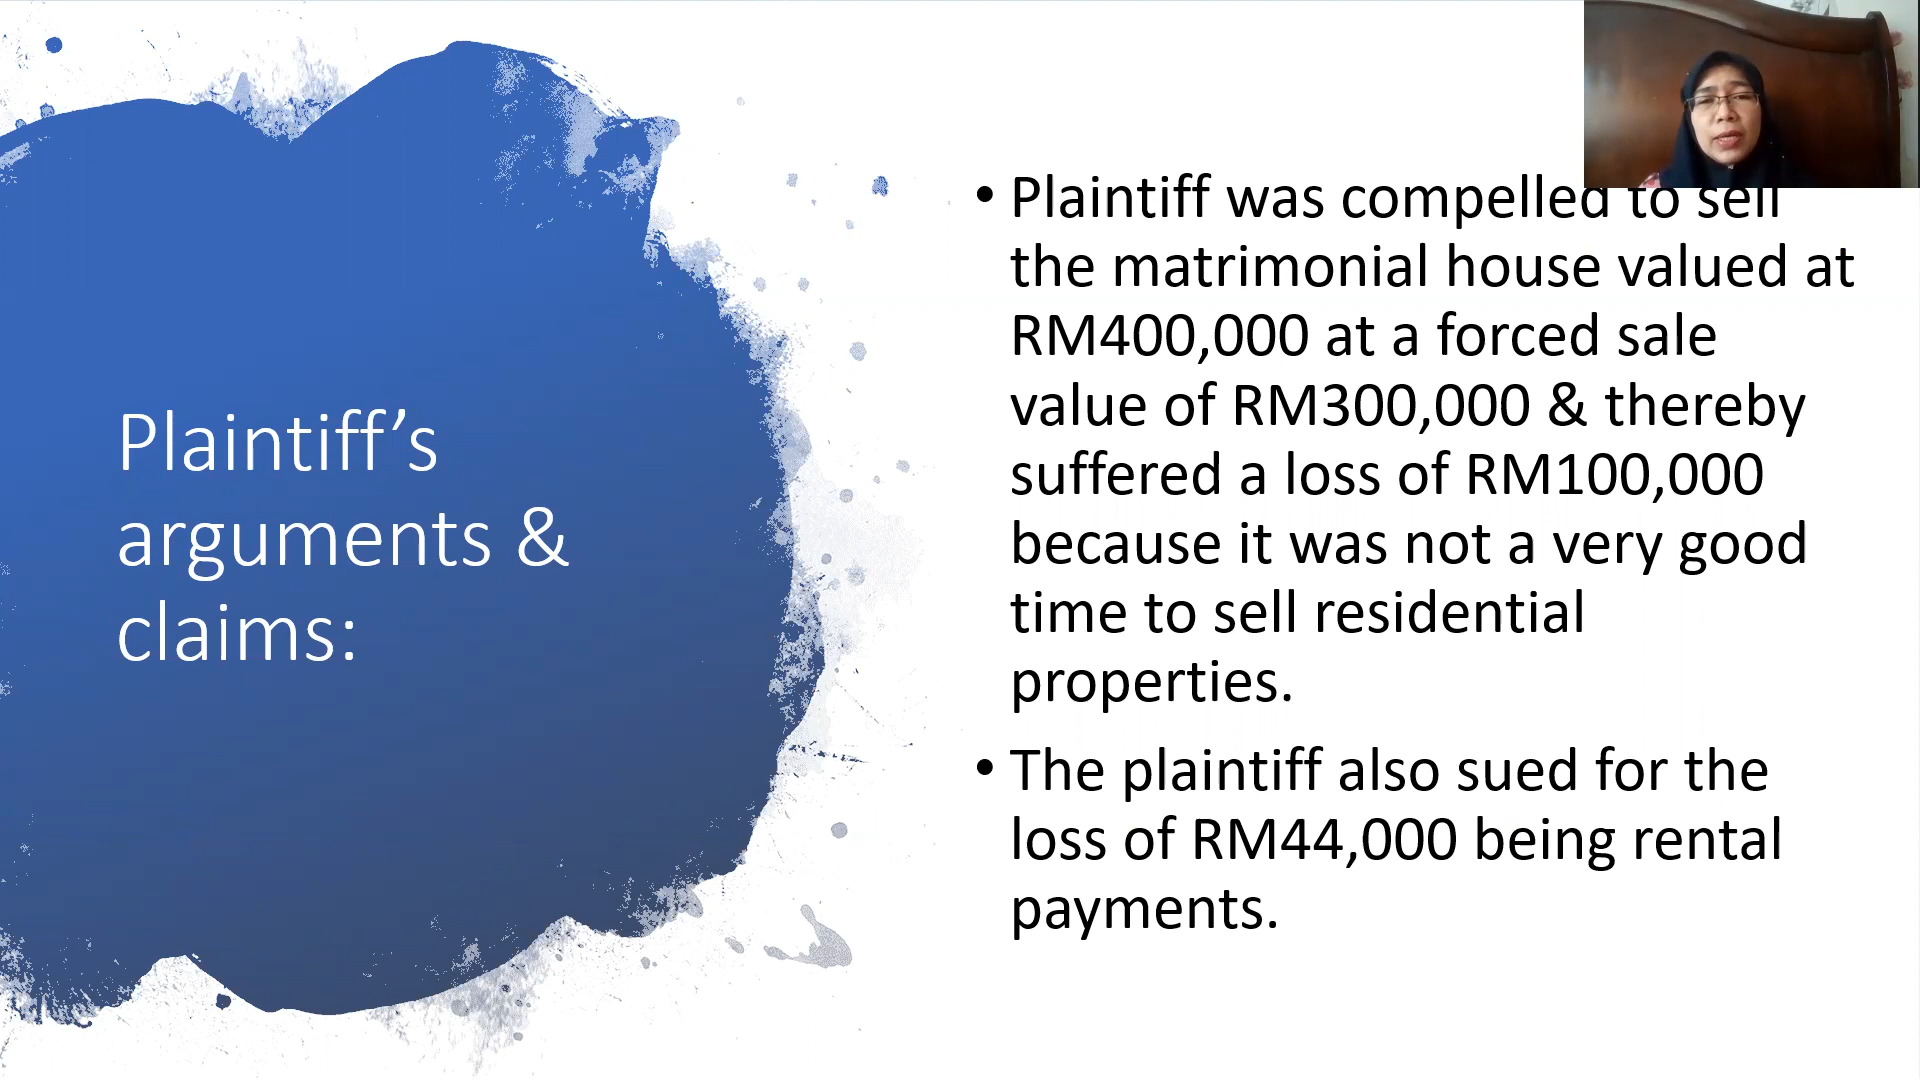 Plaintiff’s
arguments &
claims:
• Plaintiff was compelled to sell
the matrimonial house valued at
RM400,000 at a forced sale
value of RM300,000 & thereby
suffered a loss of RM100,000
because it was not a very good
time to sell residential
properties.
• The plaintiff also sued for the
loss of RM44,000 being rental
payments.